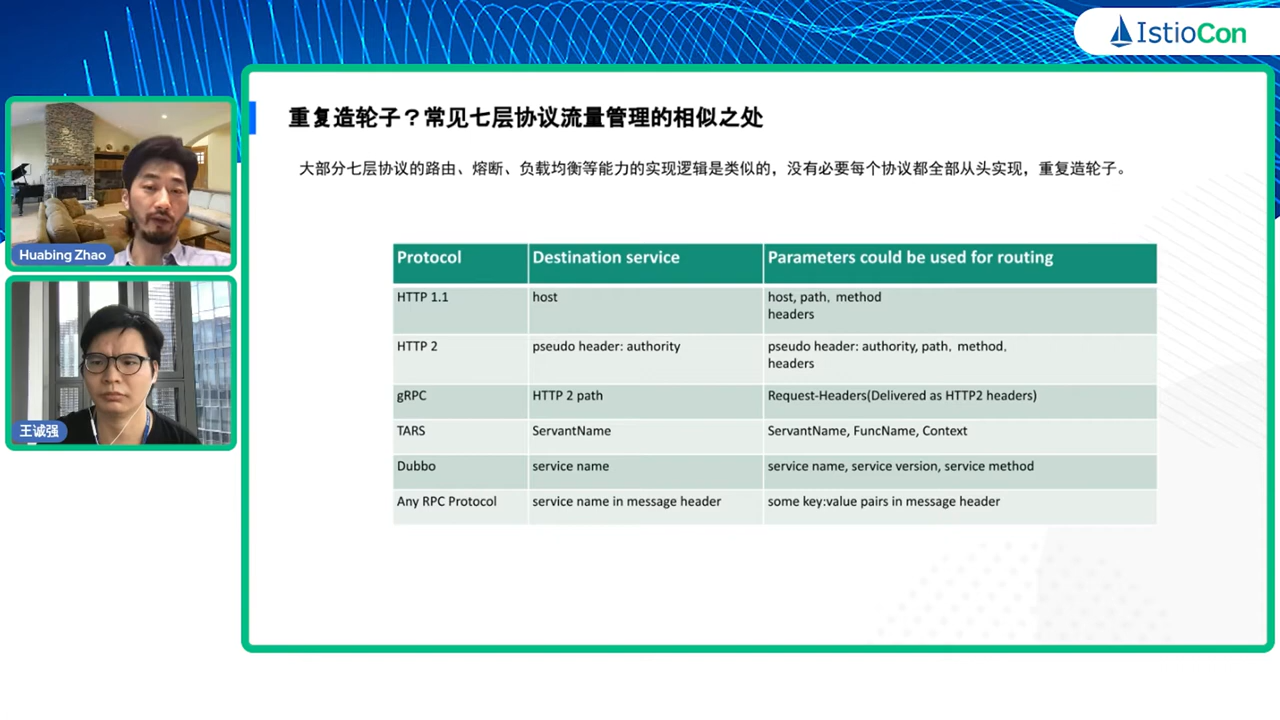 IstioCon
重复造轮子？常见七层协议流量管理的相似之处
大部分七层协议的路由、熔断、负载均衡等能力的实现逻辑是类似的，没有必要每个协议都全部从头实现，重复造轮子。
Huabing Zhao
王诚强
Protocol Destination service Parameters could be used for routing
HTTP 1.1 host host, path, method
headers
HTTP 2 pseudo header: authority pseudo header: authority, path, method,
headers
gRPC HTTP 2 path Request-Headers(Delivered as HTTP2 headers)
TARS ServantName ServantName, FuncName, Context
Dubbo service name service name, service version, service method
Any RPC Protocol service name in message header some key:value pairs in message header